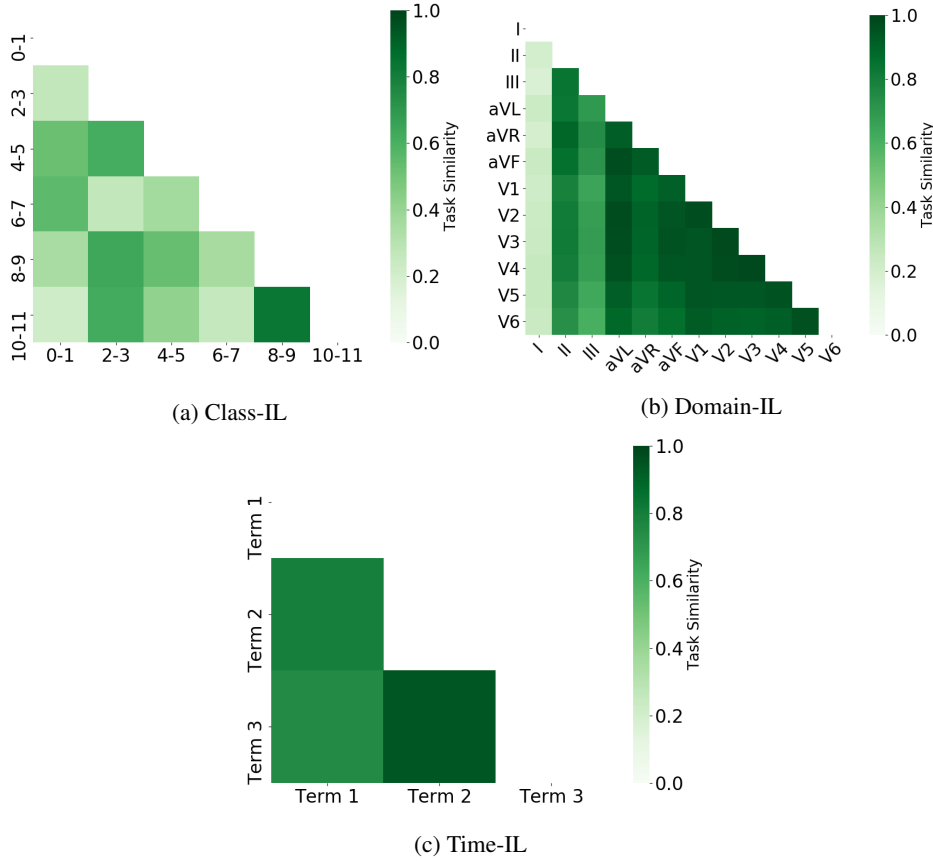 0-1
2-3
4-5
6-7
8-9
10-11
0-1 2-3 4-5 6-7 8-9 10-11
1.0
0.8
0.6
0.4
0.2
0.0
Task Similarity
(a) Class-IL
I
II
III
aVL
aVR
aVF
V1
V2
V3
V4
V5
V6
I II III aVL aVR aVF V1 V2 V3 V4 V5 V6
1.0
0.8
0.6
0.4
0.2
0.0
Task Similarity
(b) Domain-IL
Term 1
Term 2
Term 3
Term 1 Term 2 Term 3
1.0
0.8
0.6
0.4
0.2
0.0
Task Similarity
(c) Time-IL